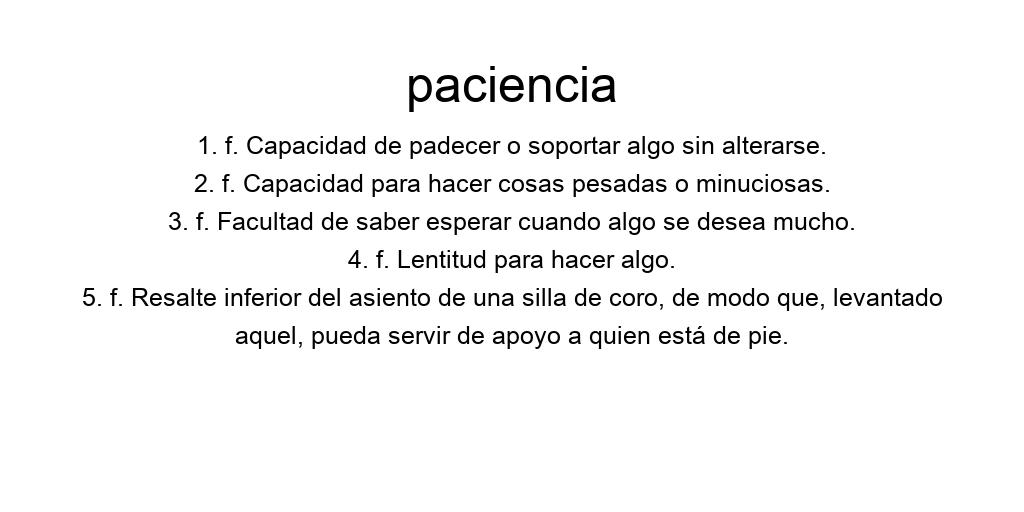 paciencia
1. f. Capacidad de padecer o soportar algo sin alterarse.
2. f. Capacidad para hacer cosas pesadas o minuciosas.
3. f. Facultad de saber esperar cuando algo se desea mucho.
4. f. Lentitud para hacer algo.
5. f. Resalte inferior del asiento de una silla de coro, de modo que, levantado
aquel, pueda servir de apoyo a quien está de pie.